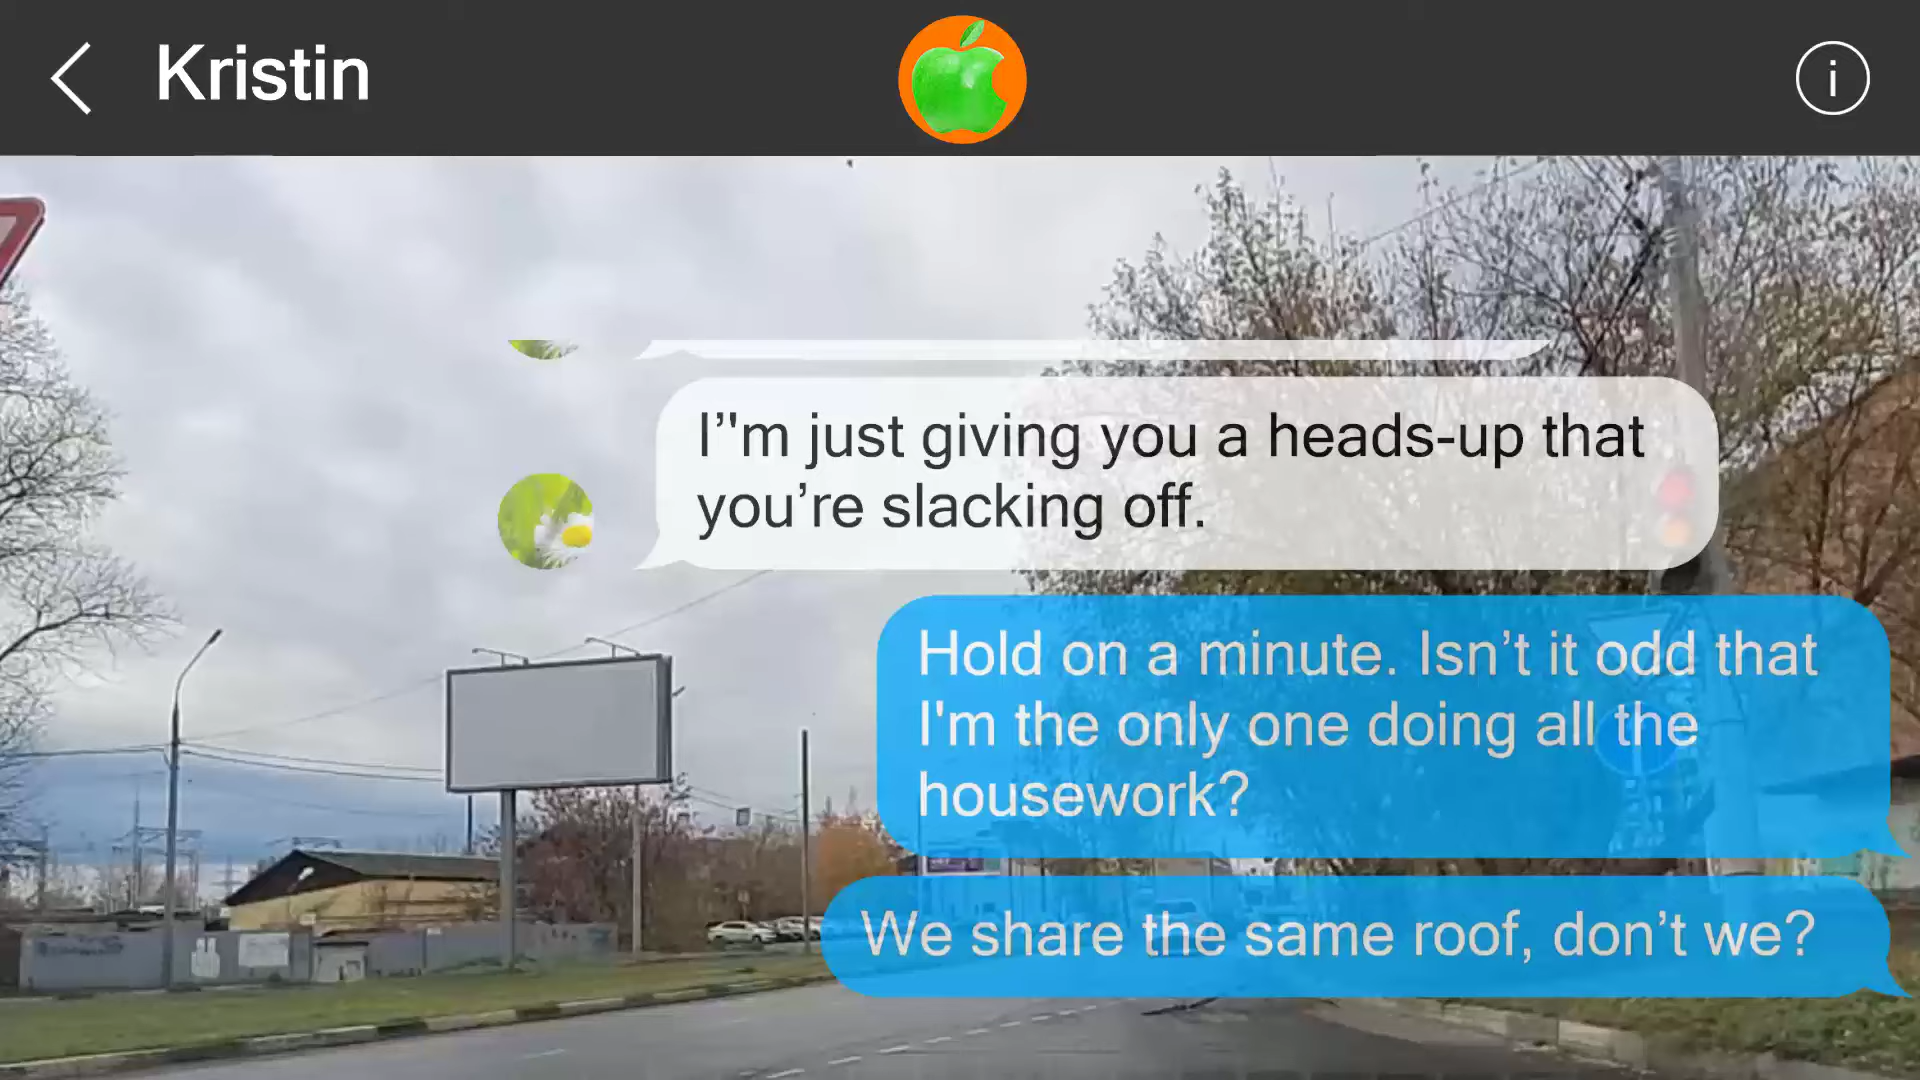 Kristin
i
I’'m just giving you a heads-up that
you’re slacking off.
Hold on a minute. Isn’t it odd that
I'm the only one doing all the
housework?
We share the same roof, don’t we?